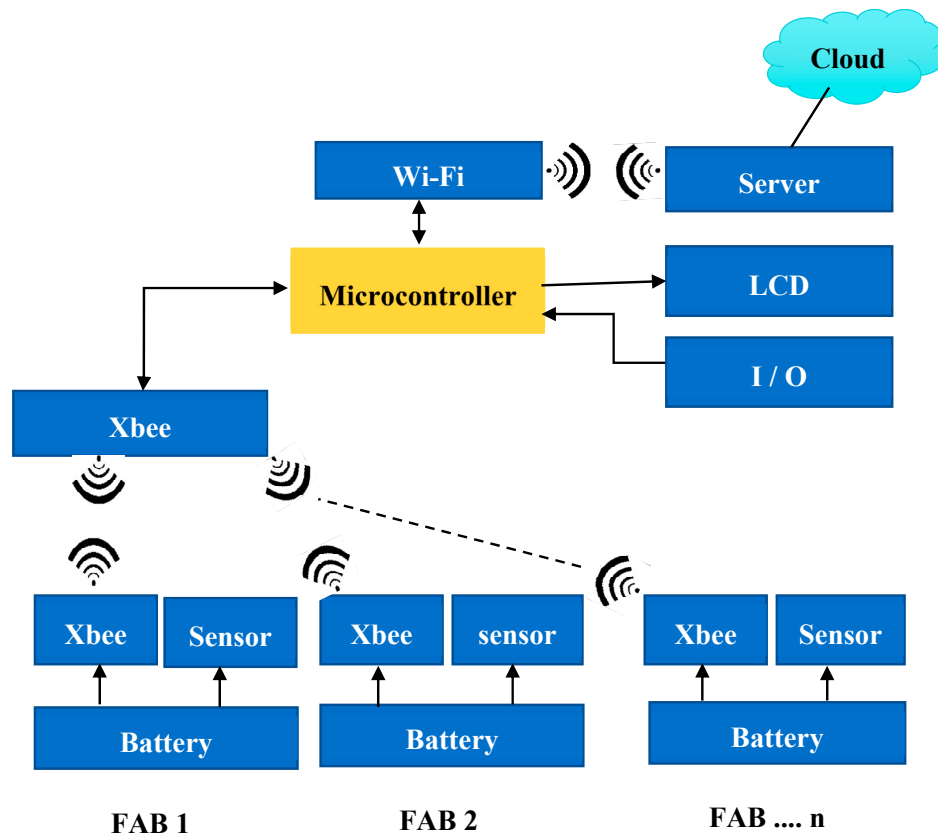 Cloud
Wi-Fi
Server
Microcontroller
LCD
I / O
Xbee
Xbee
Sensor
Xbee
sensor
Xbee
Sensor
Battery
Battery
Battery
FAB 1
FAB 2
FAB .... n